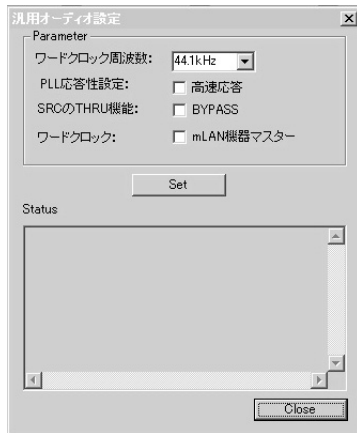 汎用オーディオ設定
Parameter
ワードクロック周波数: 44.1kHz
PLL応答性設定: 高速応答
SRCのTHRU機能: BYPASS
ワードクロック: mLAN機器マスター
Set
Status
Close